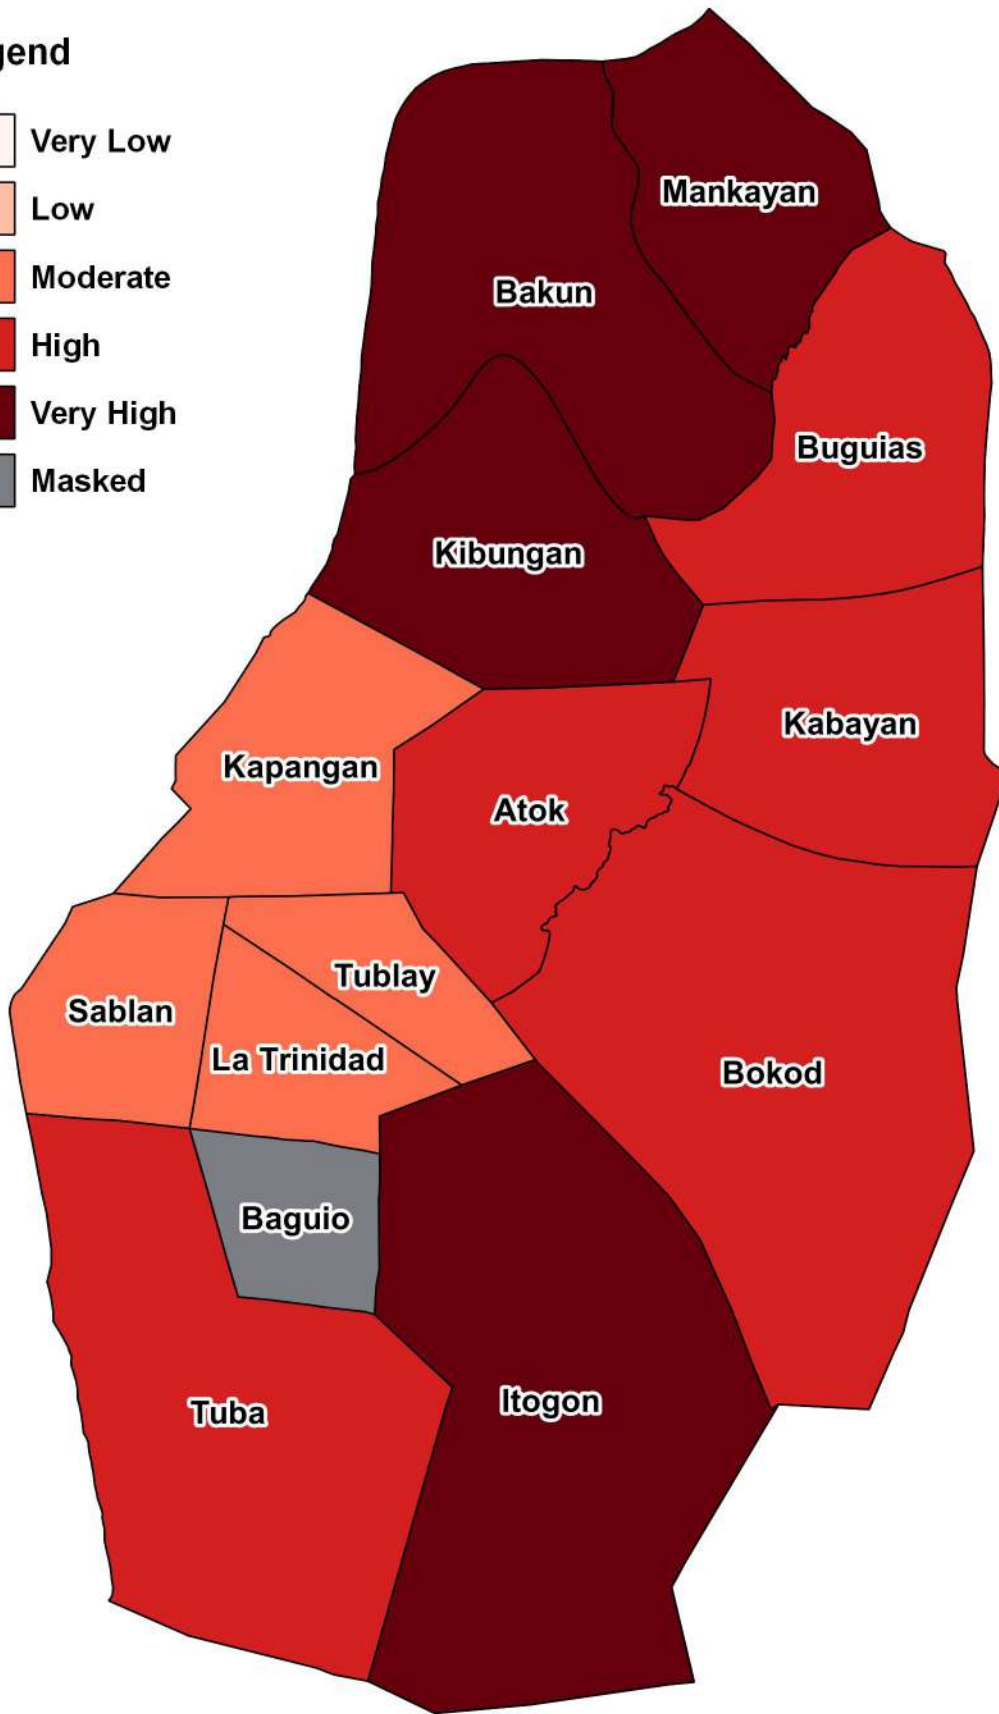 gend
Very Low
Low
Moderate
High
Very High
Masked
Mankayan
Bakun
Buguias
Kibungan
Kabayan
Kapangan
Atok
Tublay
Sablan
La Trinidad
Bokod
Baguio
Itogon
Tuba